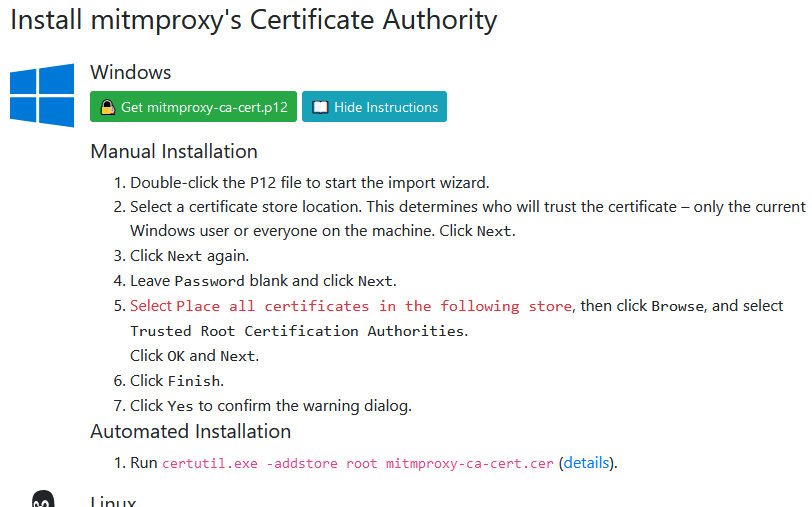 Install mitmproxy's Certificate Authority
Windows
Get mitmproxy-ca-cert.p12
Hide Instructions
Manual Installation
1. Double-click the P12 file to start the import wizard.
2. Select a certificate store location. This determines who will trust the certificate – only the current
Windows user or everyone on the machine. Click Next.
3. Click Next again.
4. Leave Password blank and click Next.
5. Select Place all certificates in the following store, then click Browse, and select
Trusted Root Certification Authorities.
Click OK and Next.
6. Click Finish.
7. Click Yes to confirm the warning dialog.
Automated Installation
1. Run certutil.exe -addstore root mitmproxy-ca-cert.cer (details).
Linux